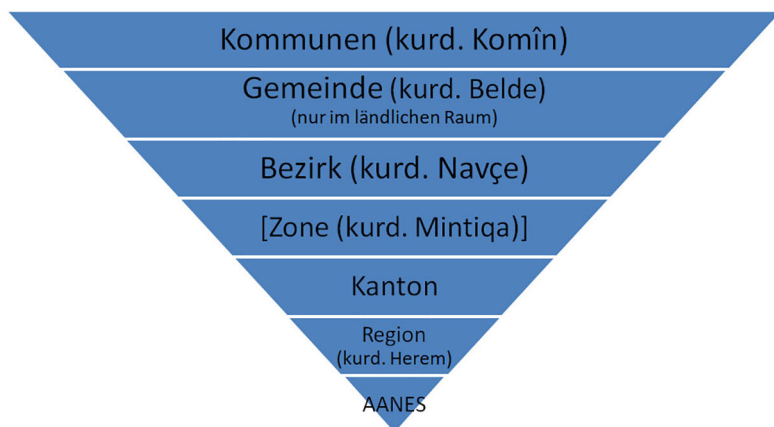 Kommunen (kurd. Komîn)
Gemeinde (kurd. Belde)
(nur im ländlichen Raum)
Bezirk (kurd. Navçe)
[Zone (kurd. Mintiqa)]
Kanton
Region
(kurd. Herem)
AANES